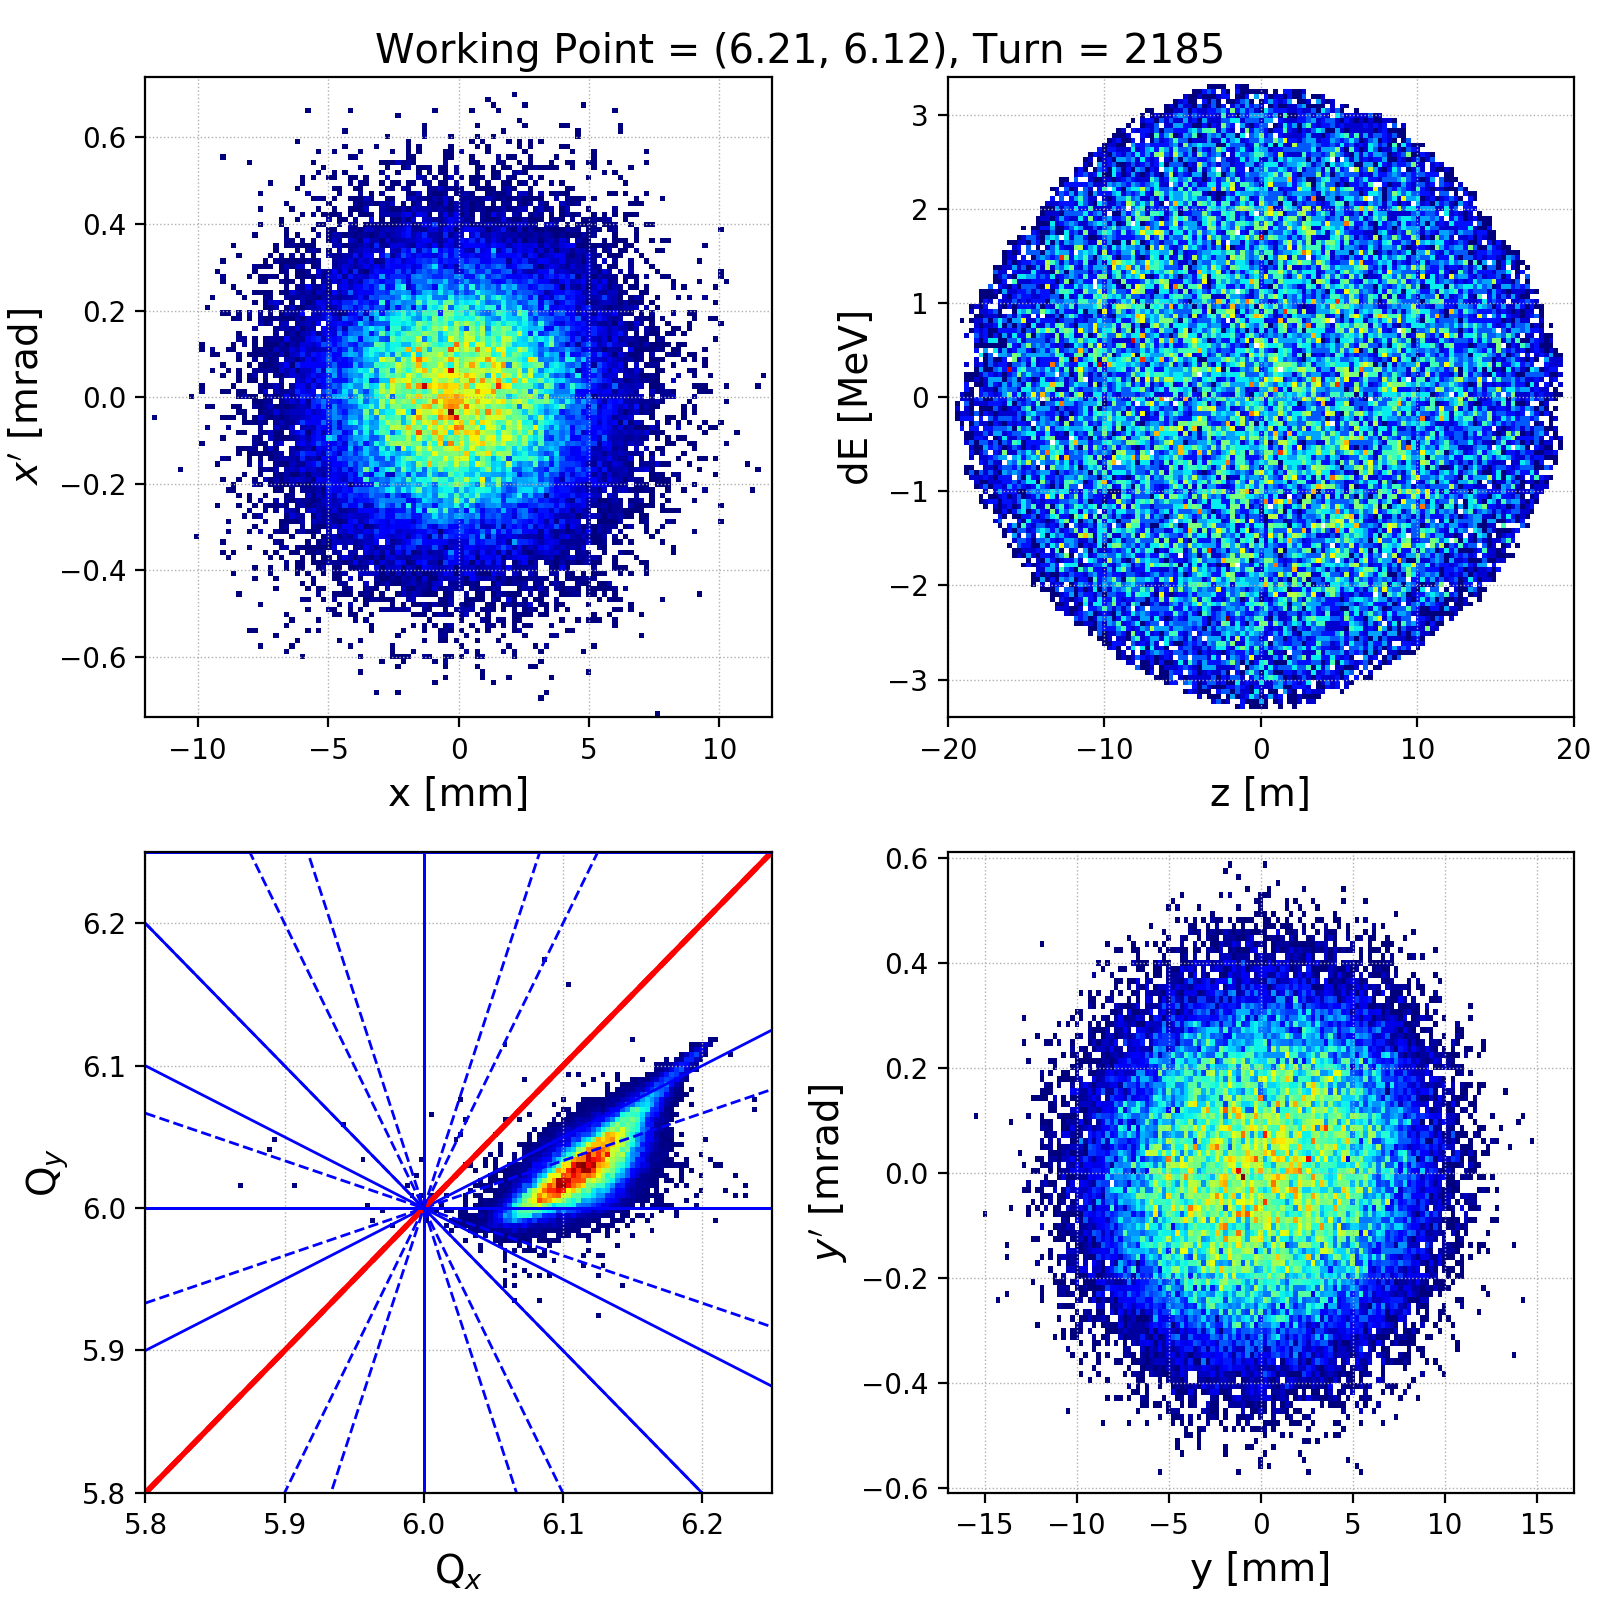 Working Point = (6.21, 6.12), Turn = 2185
0.6
0.4
0.2
0.0
−0.2
−0.4
−0.6
x′ [mrad]
−10 −5 0 5 10
x [mm]
3
2
1
0
−1
−2
−3
dE [MeV]
−20 −10 0 10 20
z [m]
6.2
6.1
6.0
5.9
5.8
Qy
5.8 5.9 6.0 6.1 6.2
Qx
0.6
0.4
0.2
0.0
−0.2
−0.4
−0.6
y′ [mrad]
−15 −10 −5 0 5 10 15
y [mm]